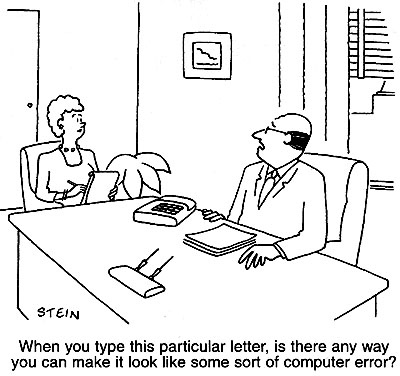 STEIN
When you type this particular letter, is there any way
you can make it look like some sort of computer error?